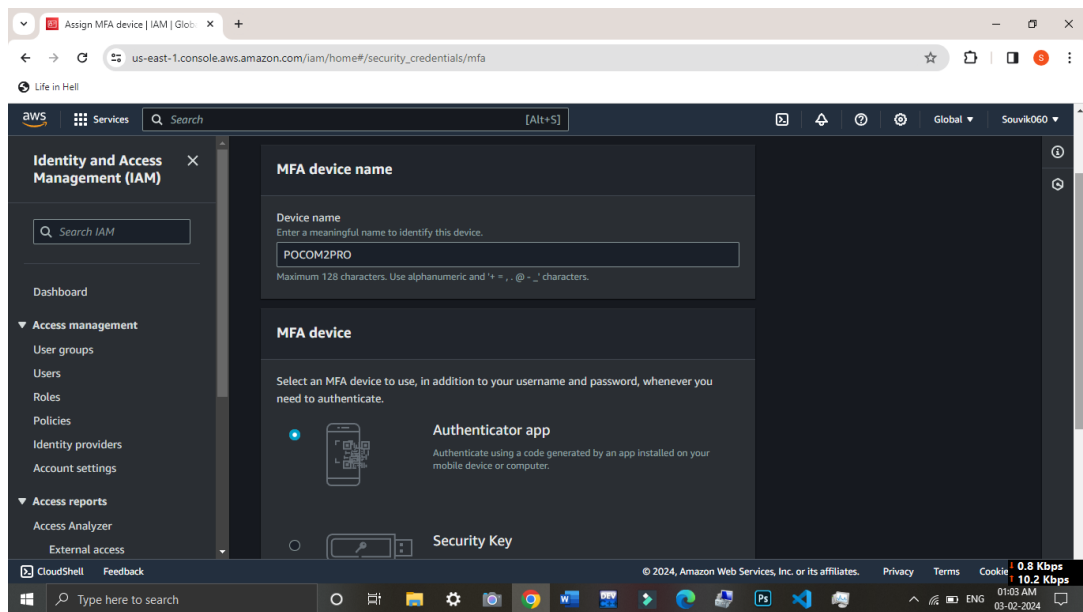 Assign MFA device | IAM | Glob
us-east-1.console.aws.amazon.com/iam/home#/security_credentials/mfa
S
Life in Hell
aws
Services
Search
[Alt+S]
Global
Souvik060
Identity and Access
Management (IAM)
Search IAM
Dashboard
Access management
User groups
Users
Roles
Policies
Identity providers
Account settings
Access reports
Access Analyzer
External access
MFA device name
Device name
Enter a meaningful name to identify this device.
POCOM2PRO
Maximum 128 characters. Use alphanumeric and '+ = , . @ - _' characters.
MFA device
Select an MFA device to use, in addition to your username and password, whenever you
need to authenticate.
Authenticator app
Authenticate using a code generated by an app installed on your
mobile device or computer.
Security Key
CloudShell
Feedback
© 2024, Amazon Web Services, Inc. or its affiliates.
Privacy
Terms
Cookie
0.8 Kbps
10.2 Kbps
Type here to search
W
DEV
Ps
ENG
01:03 AM
03-02-2024